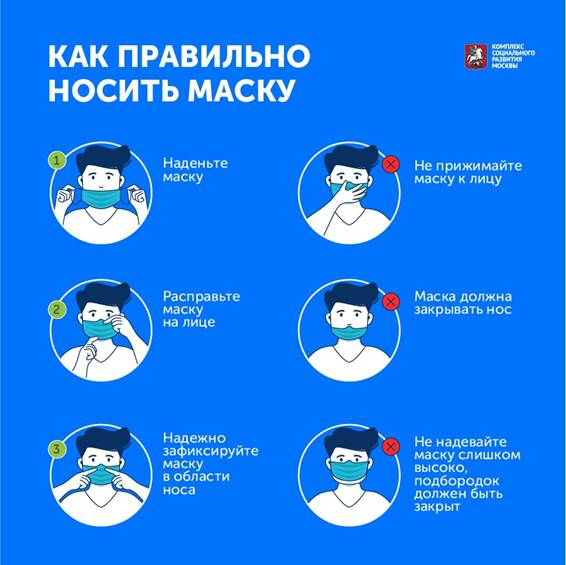 КАК ПРАВИЛЬНО
НОСИТЬ МАСКУ
КОМПЛЕКС
СОЦИАЛЬНОГО
РАЗВИТИЯ
МОСКВЫ
1
Наденьте
маску
Не прижимайте
маску к лицу
2
Расправьте
маску
на лице
Маска должна
закрывать нос
3
Надежно
зафиксируйте
маску
в области
носа
Не надевайте
маску слишком
высоко,
подбородок
должен быть
закрыт